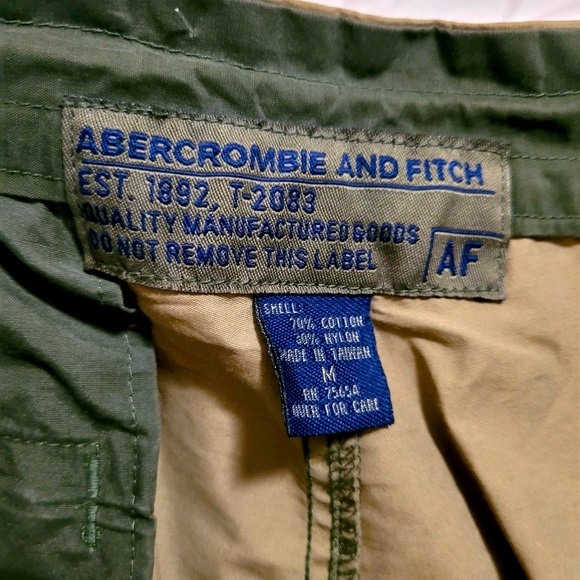 ABERCROMBIE AND FITCH
EST. 1892, T-2083
QUALITY MANUFACTURED GOODS
DO NOT REMOVE THIS LABEL
AF
SHELL:
70% COTTON
30% NYLON
MADE IN TAIWAN
M
RN 75654
OVER FOR CARE